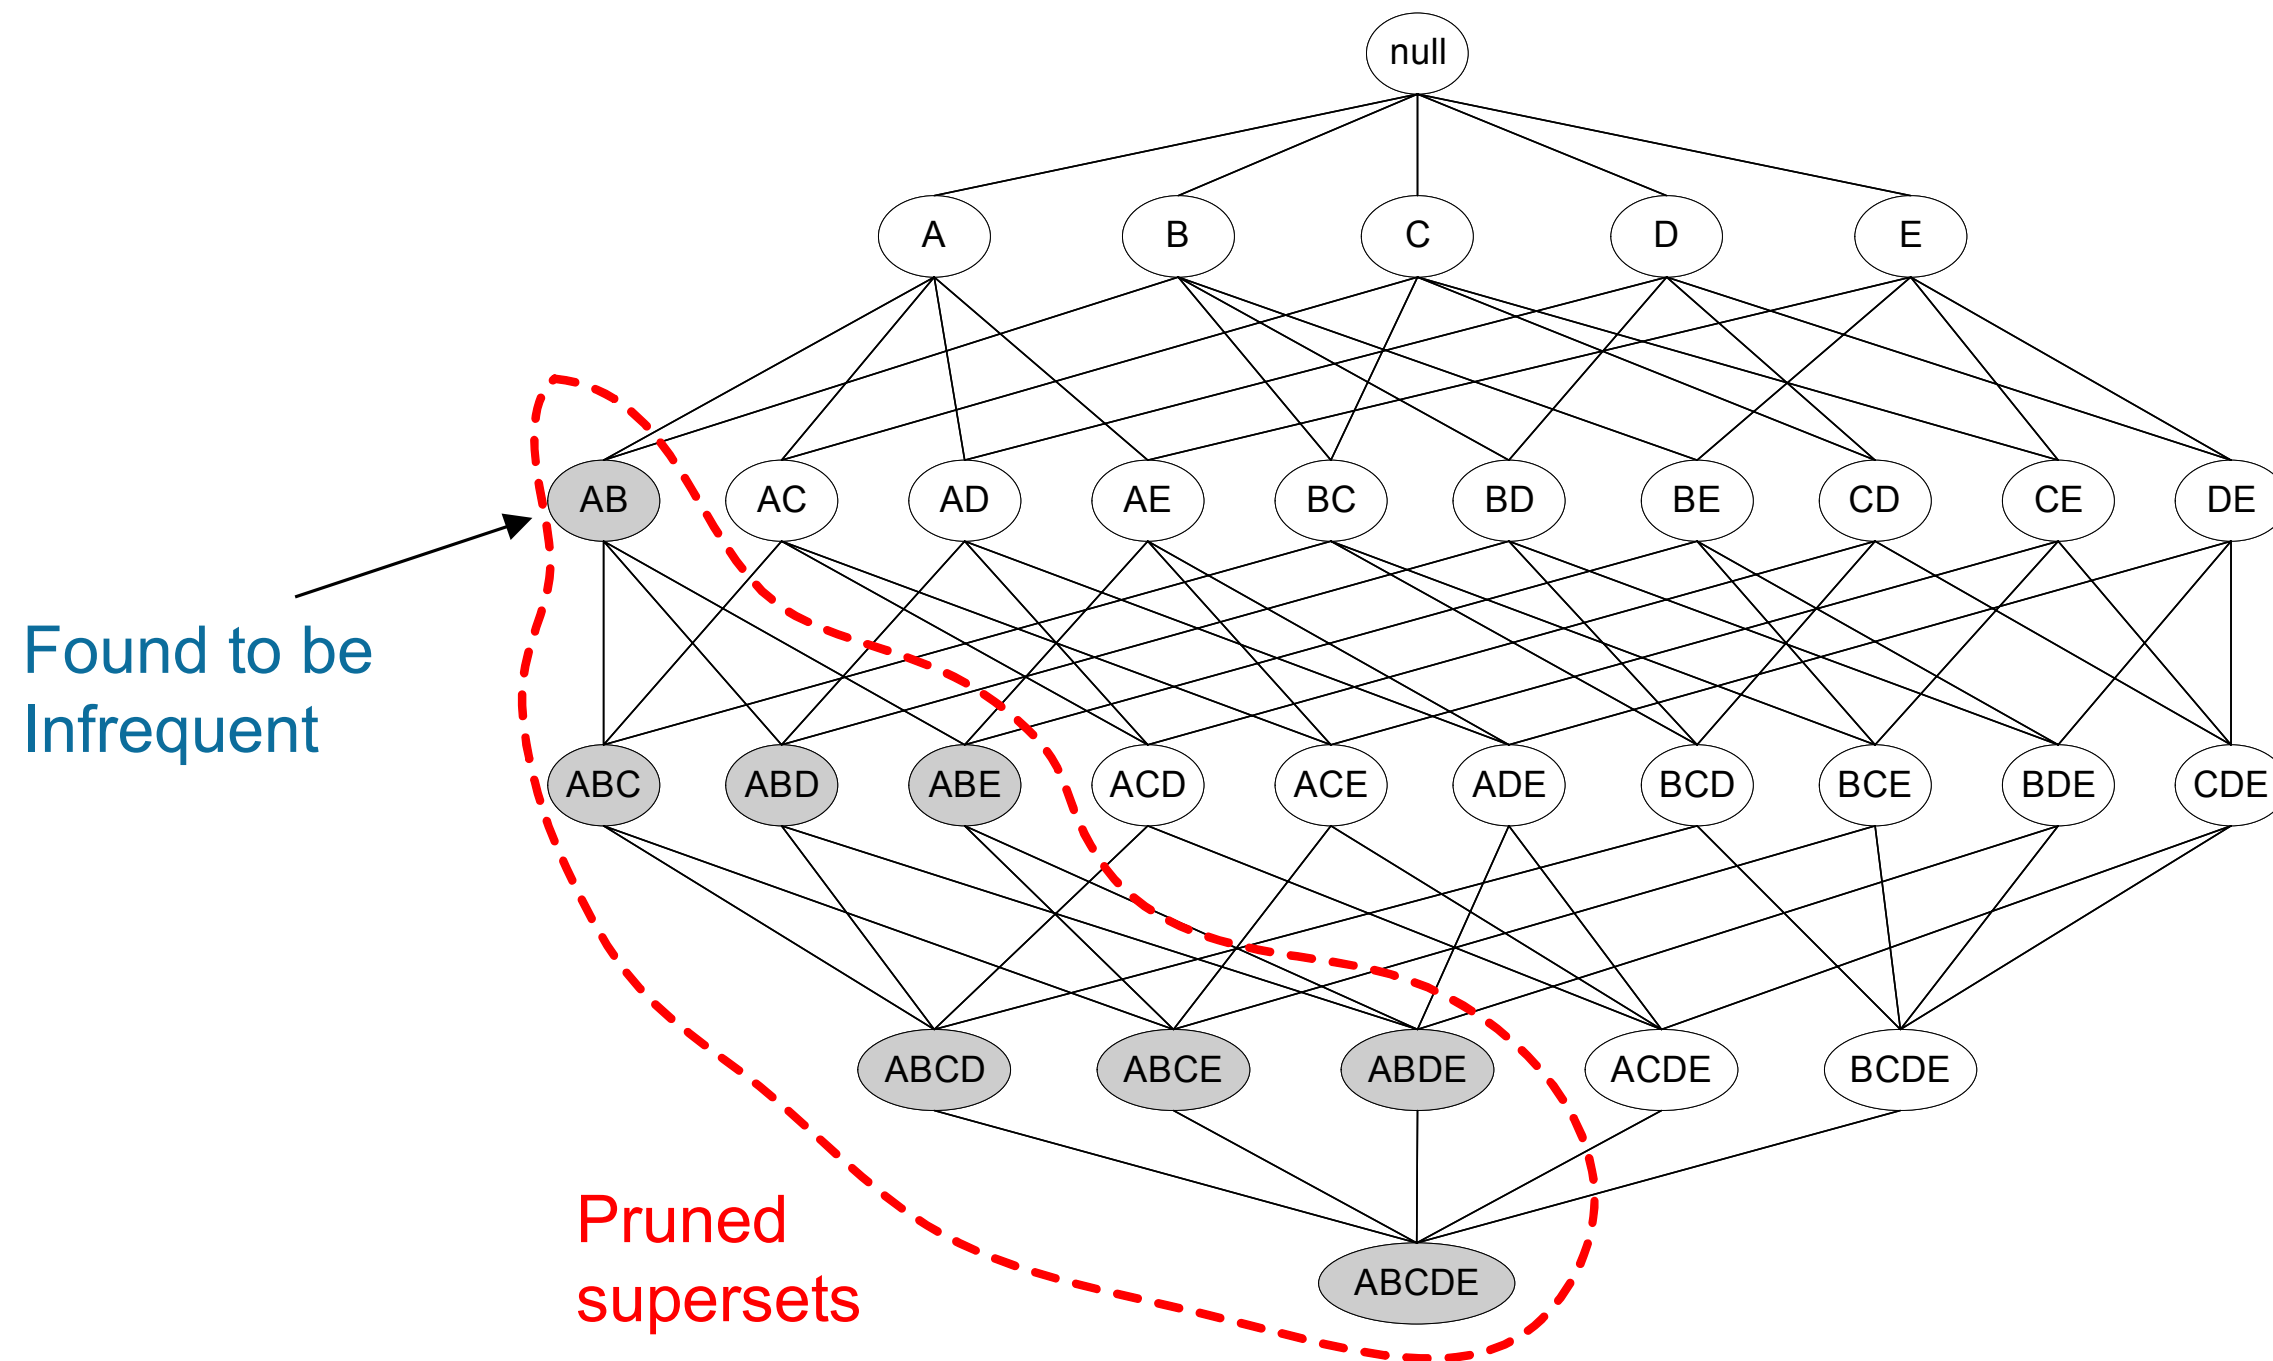 null
A B C D E
AB AC AD AE BC BD BE CD CE DE
Found to be
Infrequent
ABC ABD ABE ACD ACE ADE BCD BCE BDE CDE
ABCD ABCE ABDE ACDE BCDE
Pruned
supersets
ABCDE